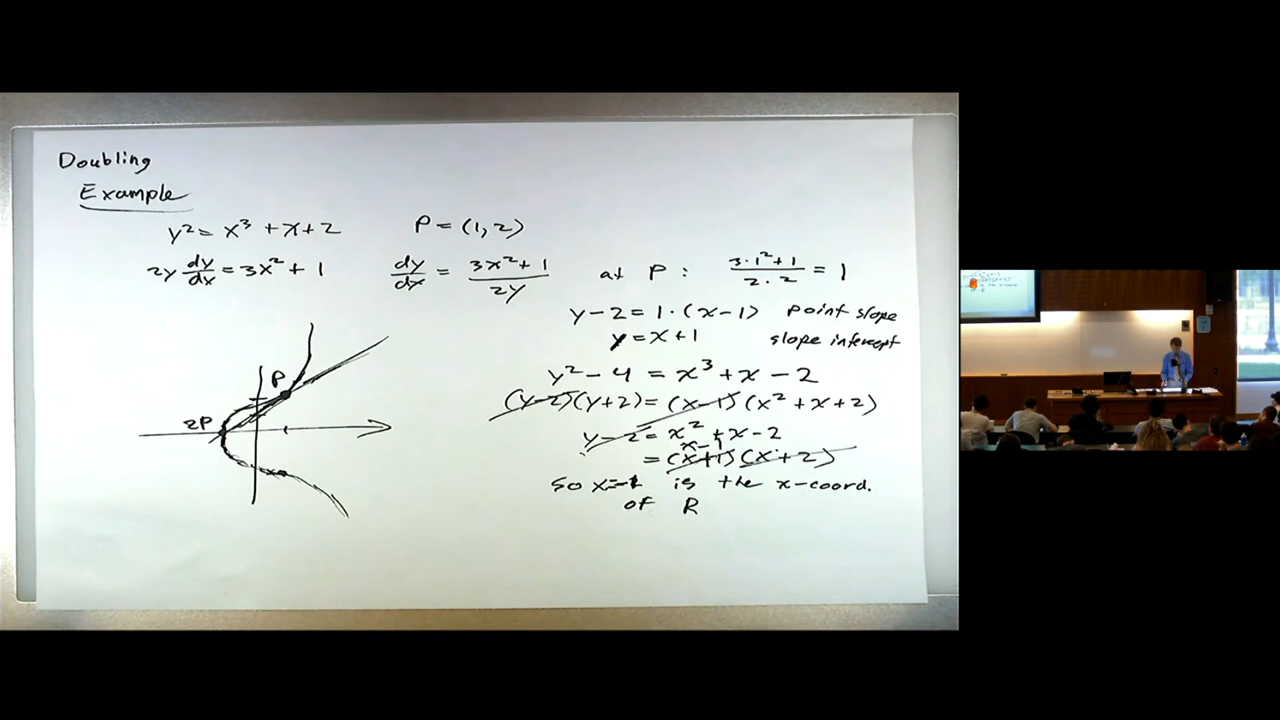 Doubling
Example
y² = x³ + x + 2 P = (1, 2)
2y dy/dx = 3x² + 1 dy/dx = (3x² + 1)/(2y) at P : (3·1² + 1)/(2·2) = 1
y − 2 = 1 · (x − 1) point slope
y = x + 1 slope intercept
y² − 4 = x³ + x − 2
(y − 2)(y + 2) = (x − 1)(x² + x + 2)
y − 2 = x² + x − 2
x − 1
= (x + 1)(x + 2)
so x = −1 is the x-coord.
of R
P
2P